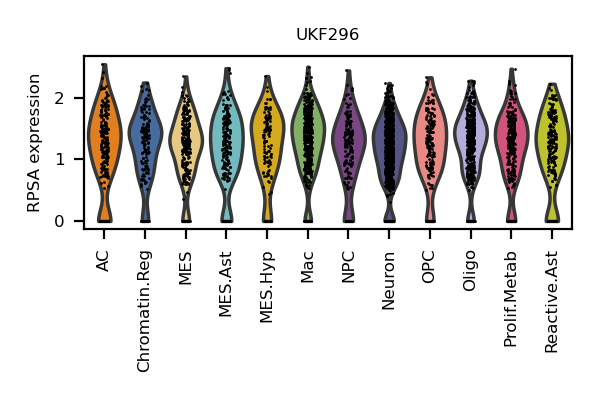 UKF296
RPSA expression
2
1
0
AC
Chromatin.Reg
MES
MES.Ast
MES.Hyp
Mac
NPC
Neuron
OPC
Oligo
Prolif.Metab
Reactive.Ast